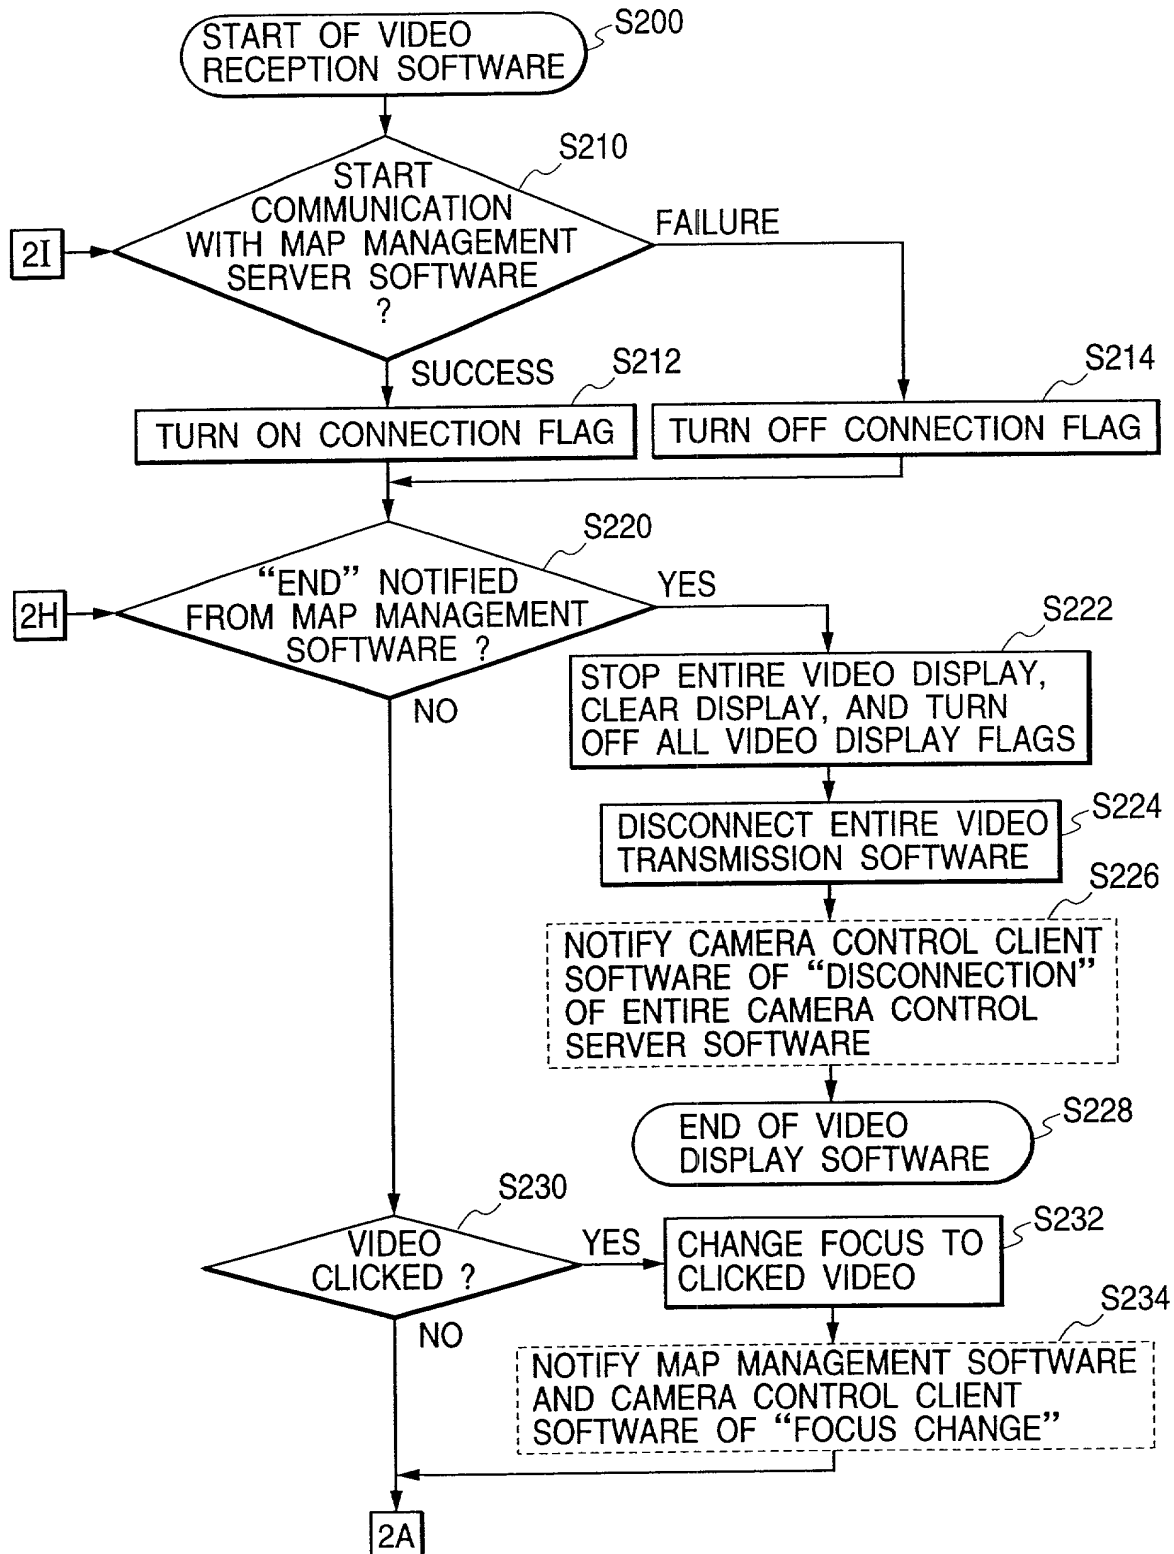 START OF VIDEO
RECEPTION SOFTWARE
S200
S210
START
COMMUNICATION
WITH MAP MANAGEMENT
SERVER SOFTWARE
?
2I
FAILURE
SUCCESS
S212
TURN ON CONNECTION FLAG
S214
TURN OFF CONNECTION FLAG
S220
“END” NOTIFIED
FROM MAP MANAGEMENT
SOFTWARE ?
2H
YES
NO
S222
STOP ENTIRE VIDEO DISPLAY,
CLEAR DISPLAY, AND TURN
OFF ALL VIDEO DISPLAY FLAGS
S224
DISCONNECT ENTIRE VIDEO
TRANSMISSION SOFTWARE
S226
NOTIFY CAMERA CONTROL CLIENT
SOFTWARE OF “DISCONNECTION”
OF ENTIRE CAMERA CONTROL
SERVER SOFTWARE
S228
END OF VIDEO
DISPLAY SOFTWARE
S230
VIDEO
CLICKED ?
YES
NO
S232
CHANGE FOCUS TO
CLICKED VIDEO
S234
NOTIFY MAP MANAGEMENT SOFTWARE
AND CAMERA CONTROL CLIENT
SOFTWARE OF “FOCUS CHANGE”
2A